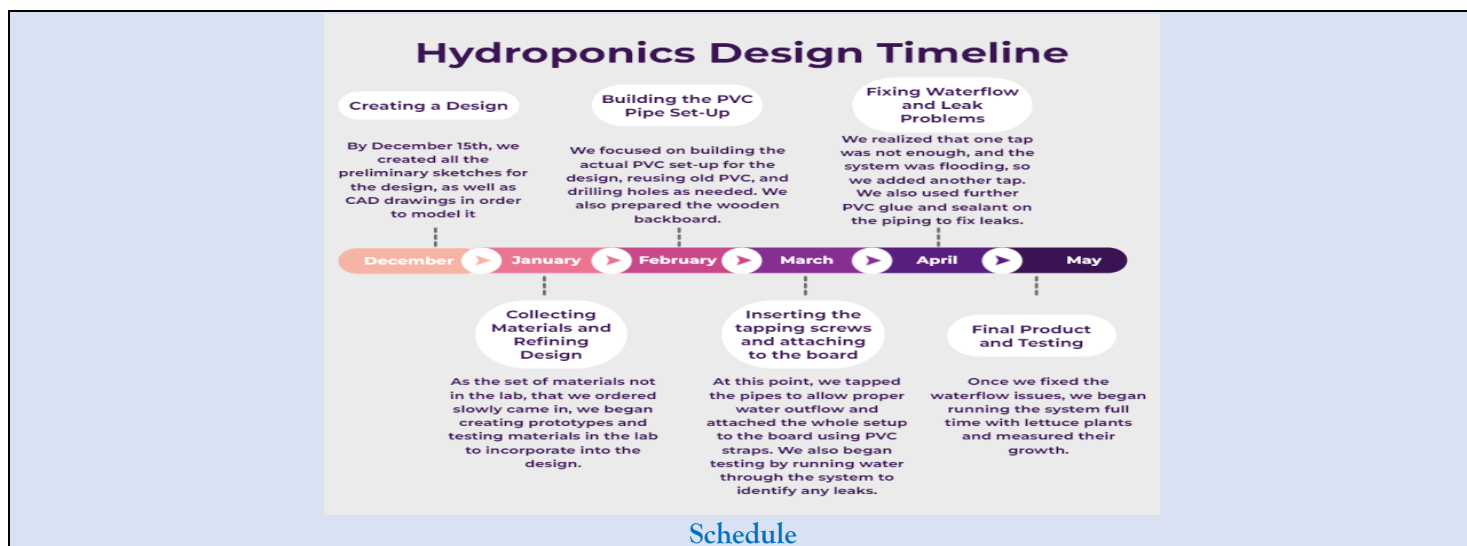 Hydroponics Design Timeline
Creating a Design
By December 15th, we
created all the
preliminary sketches for
the design, as well as
CAD drawings in order
to model it
Building the PVC
Pipe Set-Up
We focused on building the
actual PVC set-up for the
design, reusing old PVC, and
drilling holes as needed. We
also prepared the wooden
backboard.
Fixing Waterflow
and Leak
Problems
We realized that one tap
was not enough, and the
system was flooding, so
we added another tap.
We also used further
PVC glue and sealant on
the piping to fix leaks.
December January February March April May
Collecting
Materials and
Refining
Design
As the set of materials not
in the lab, that we ordered
slowly came in, we began
creating prototypes and
testing materials in the lab
to incorporate into the
design.
Inserting the
tapping screws
and attaching
to the board
At this point, we tapped
the pipes to allow proper
water outflow and
attached the whole setup
to the board using PVC
straps. We also began
testing by running water
through the system to
identify any leaks.
Final Product
and Testing
Once we fixed the
waterflow issues, we began
running the system full
time with lettuce plants
and measured their
growth.
Schedule